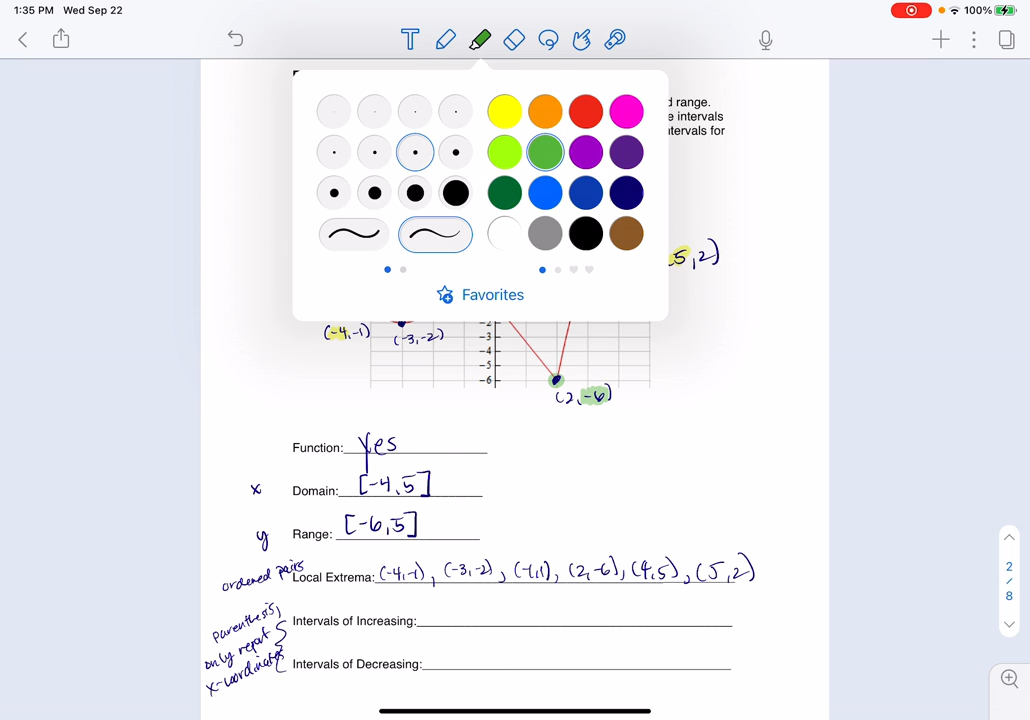 1:35 PM Wed Sep 22
100%
d range.
e intervals
tervals for
5,2)
Favorites
(-4,-1)
(-3,-2)
-2
-3
-4
-5
-6
(2,-6)
Function: Yes
x Domain: [-4,5]
y Range: [-6,5]
ordered pairs
Local Extrema: (-4,-1), (-3,-2), (-1,1), (2,-6), (4,5), (5,2)
parenthesis,
only report
x-coordinates
Intervals of Increasing:
Intervals of Decreasing:
2
/
8